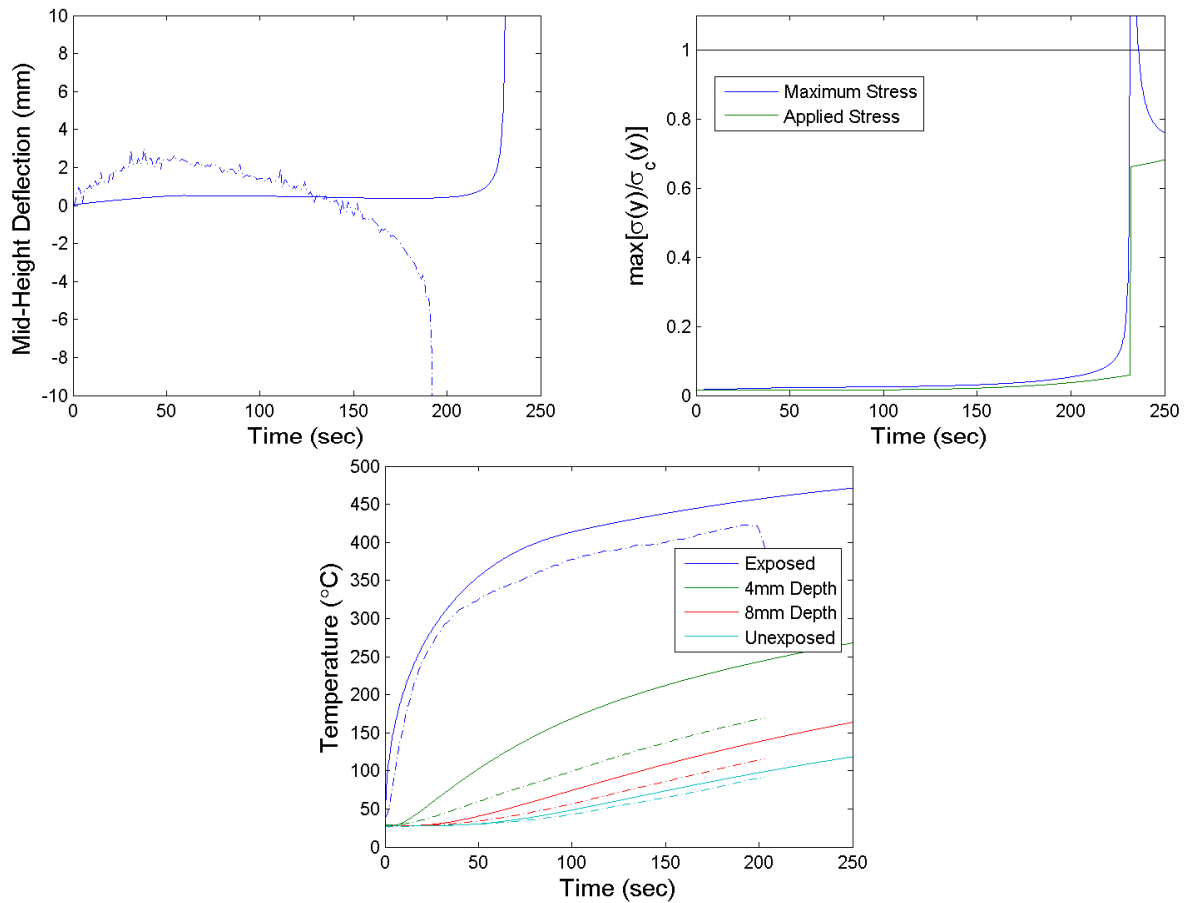 10
8
6
4
2
0
-2
-4
-6
-8
-10
Mid-Height Deflection (mm)
0 50 100 150 200 250
Time (sec)
1
0.8
0.6
0.4
0.2
0
max[σ(y)/σc(y)]
Maximum Stress
Applied Stress
0 50 100 150 200 250
Time (sec)
500
450
400
350
300
250
200
150
100
50
0
Temperature (°C)
Exposed
4mm Depth
8mm Depth
Unexposed
0 50 100 150 200 250
Time (sec)